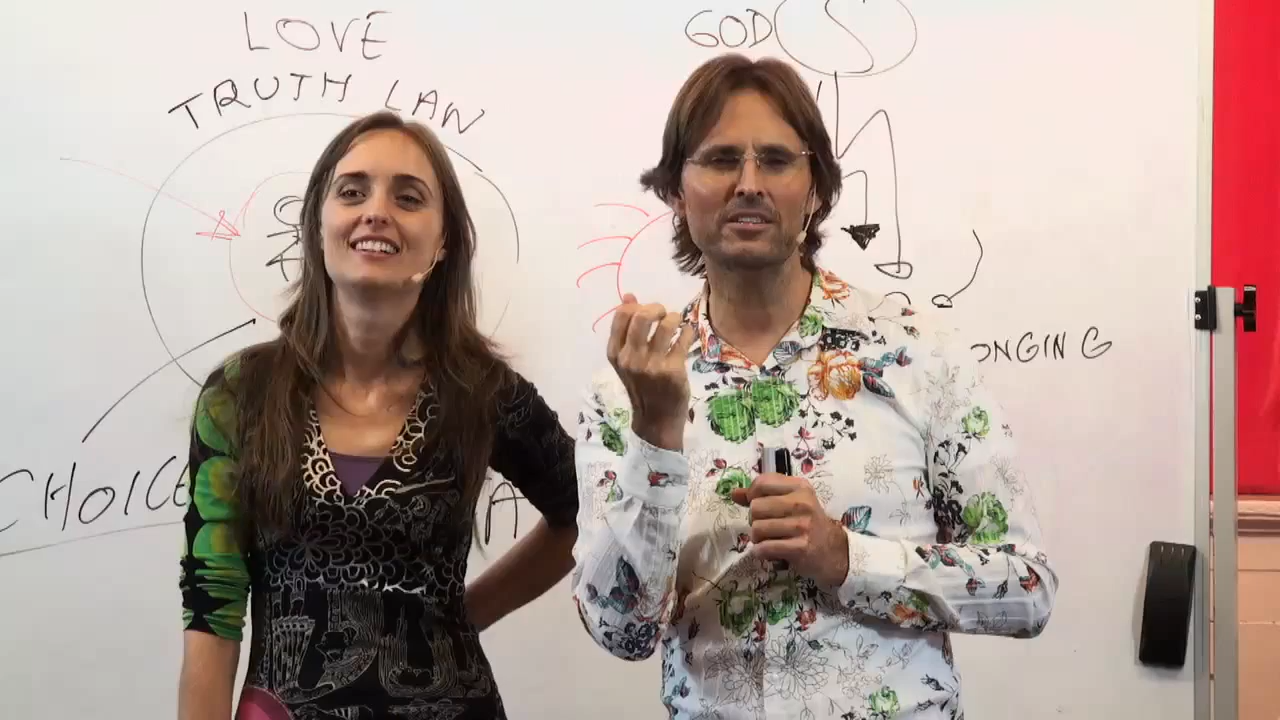 LOVE
GOD S
TRUTH LAW
ONGING
CHOICE